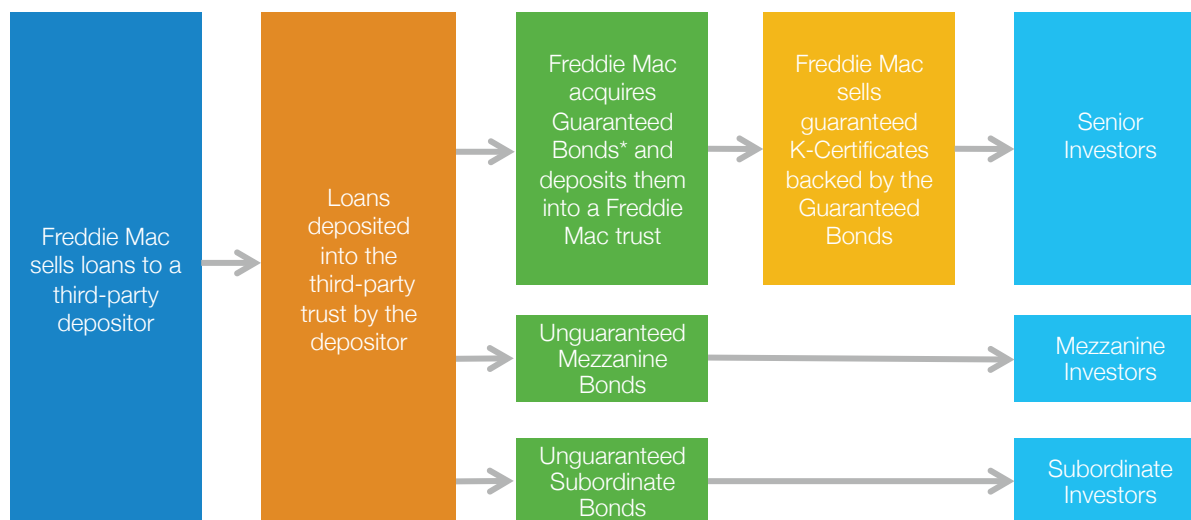 Freddie Mac
sells loans to a
third-party
depositor
Loans
deposited
into the
third-party
trust by the
depositor
Freddie Mac
acquires
Guaranteed
Bonds* and
deposits them
into a Freddie
Mac trust
Freddie Mac
sells
guaranteed
K-Certificates
backed by the
Guaranteed
Bonds
Senior
Investors
Unguaranteed
Mezzanine
Bonds
Mezzanine
Investors
Unguaranteed
Subordinate
Bonds
Subordinate
Investors